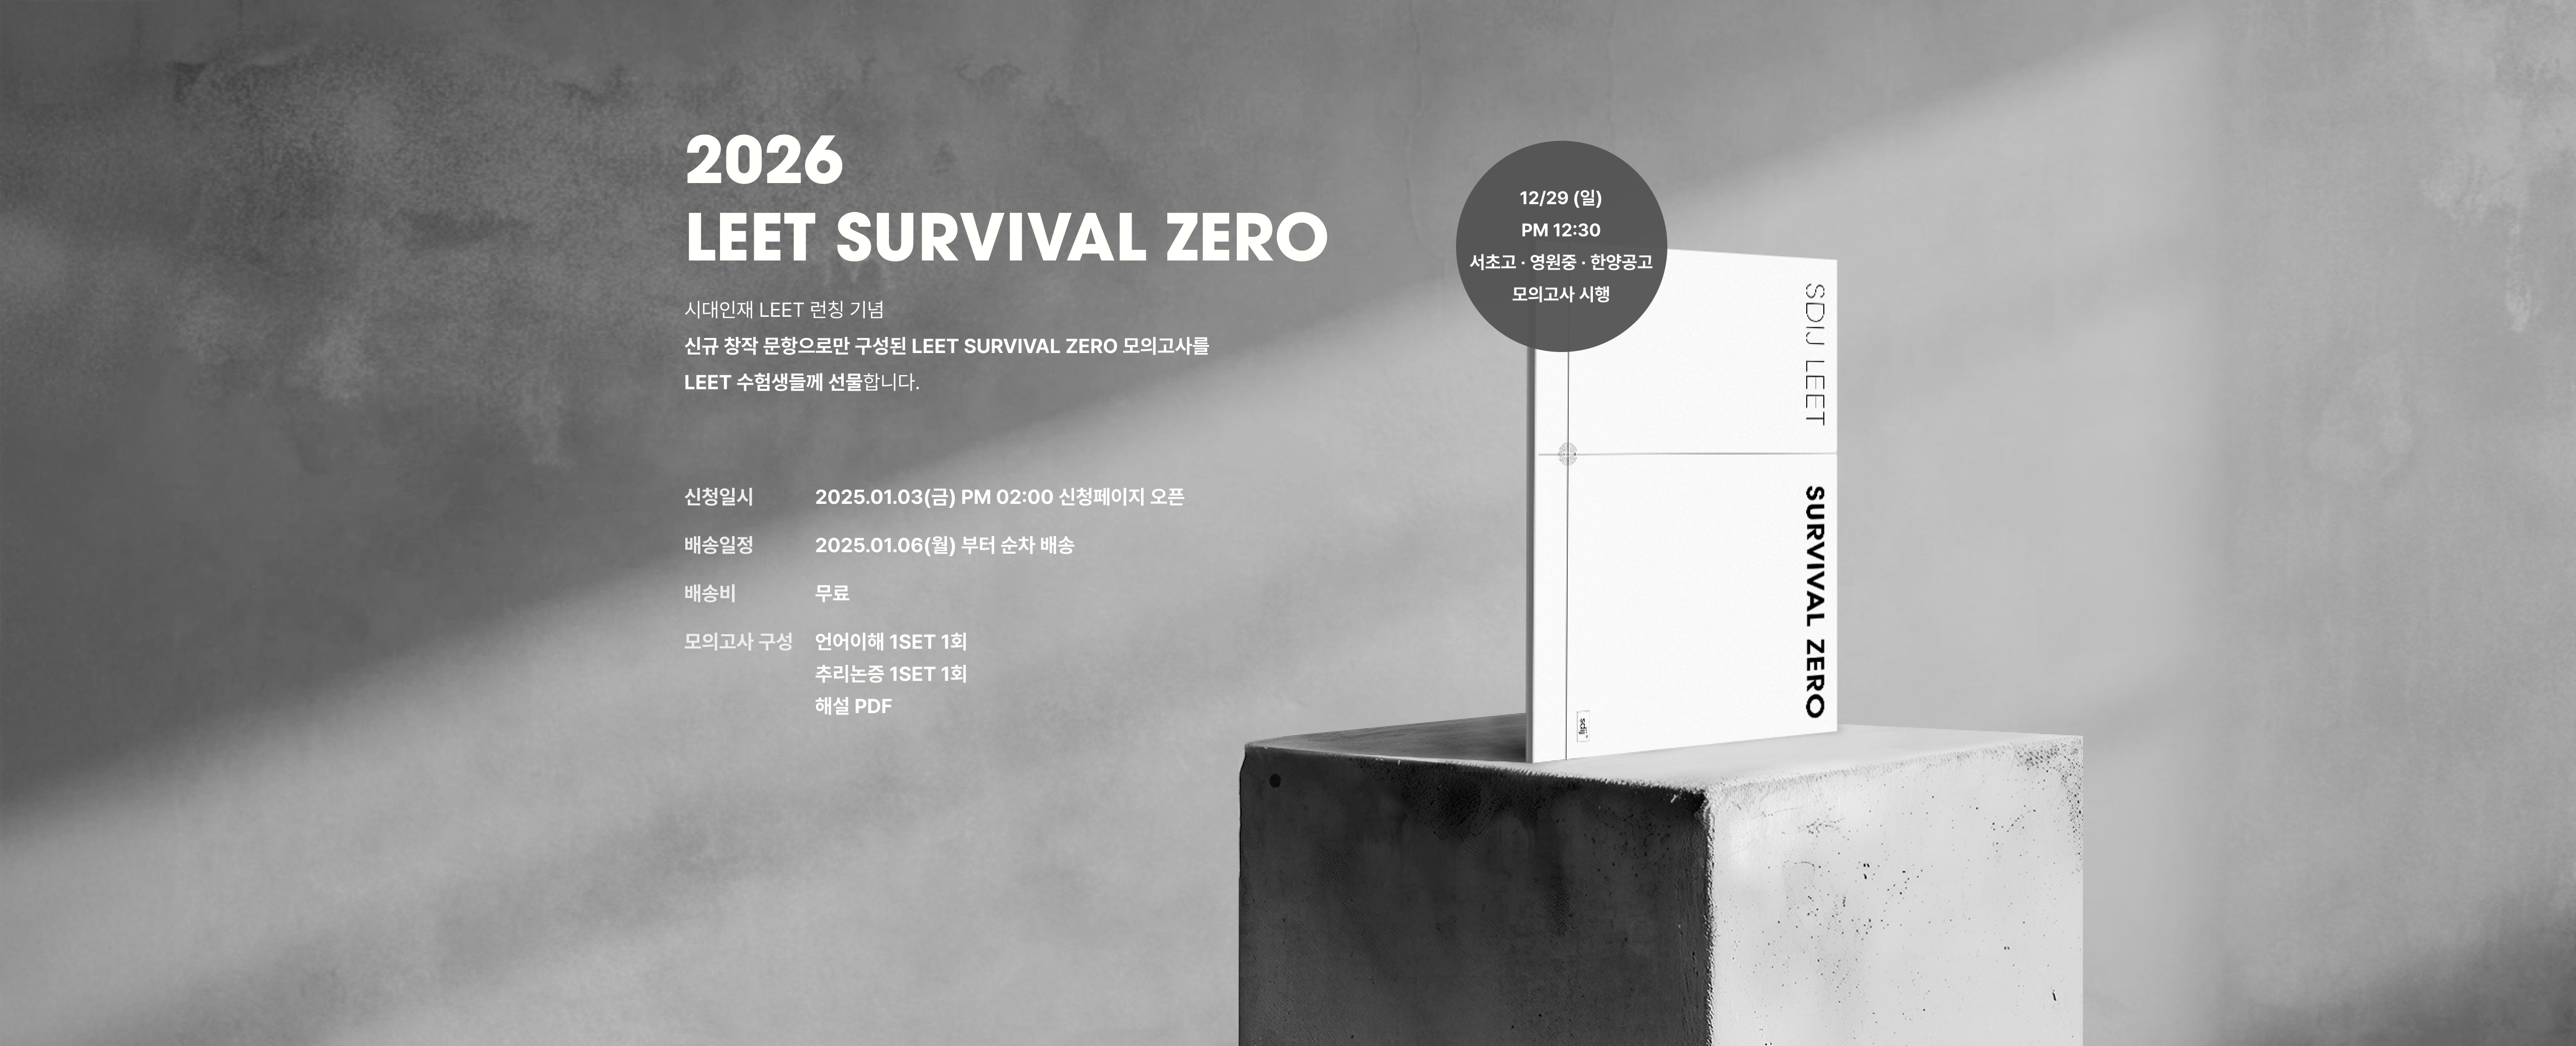 2026
LEET SURVIVAL ZERO
시대인재 LEET 런칭 기념
신규 창작 문항으로만 구성된 LEET SURVIVAL ZERO 모의고사를
LEET 수험생들께 선물합니다.
신청일시 2025.01.03(금) PM 02:00 신청페이지 오픈
배송일정 2025.01.06(월) 부터 순차 배송
배송비 무료
모의고사 구성 언어이해 1SET 1회
추리논증 1SET 1회
해설 PDF
12/29 (일)
PM 12:30
서초고 · 영원중 · 한양공고
모의고사 시행
SDIJ LEET
SURVIVAL ZERO
sdij